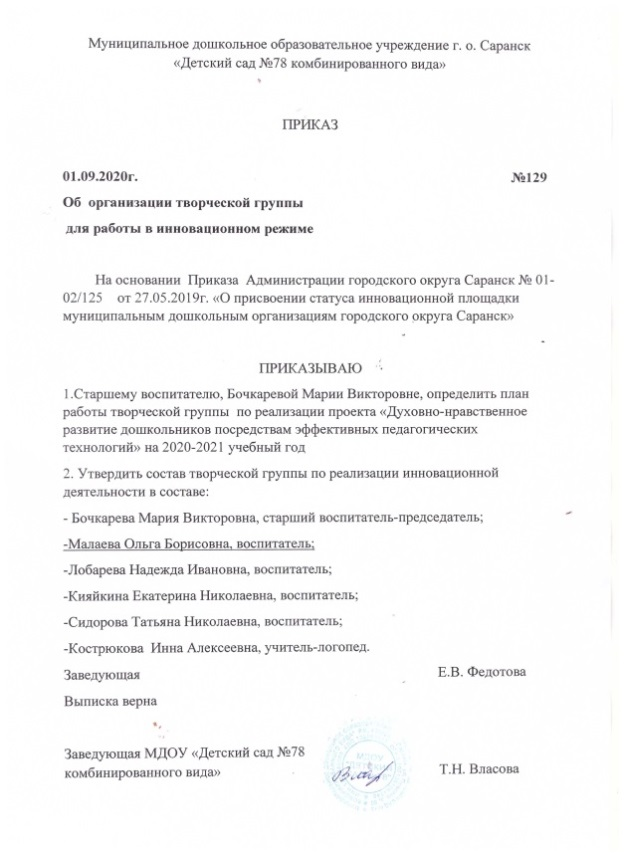 Муниципальное дошкольное образовательное учреждение г. о. Саранск
«Детский сад №78 комбинированного вида»
ПРИКАЗ
01.09.2020г. №129
Об организации творческой группы
для работы в инновационном режиме
На основании Приказа Администрации городского округа Саранск № 01-
02/125 от 27.05.2019г. «О присвоении статуса инновационной площадки
муниципальным дошкольным организациям городского округа Саранск»
ПРИКАЗЫВАЮ
1.Старшему воспитателю, Бочкаревой Марии Викторовне, определить план
работы творческой группы по реализации проекта «Духовно-нравственное
развитие дошкольников посредствам эффективных педагогических
технологий» на 2020-2021 учебный год
2. Утвердить состав творческой группы по реализации инновационной
деятельности в составе:
- Бочкарева Мария Викторовна, старший воспитатель-председатель;
-Малаева Ольга Борисовна, воспитатель;
-Лобарева Надежда Ивановна, воспитатель;
-Кияйкина Екатерина Николаевна, воспитатель;
-Сидорова Татьяна Николаевна, воспитатель;
-Кострюкова Инна Алексеевна, учитель-логопед.
Заведующая Е.В. Федотова
Выписка верна
Заведующая МДОУ «Детский сад №78
комбинированного вида» Т.Н. Власова